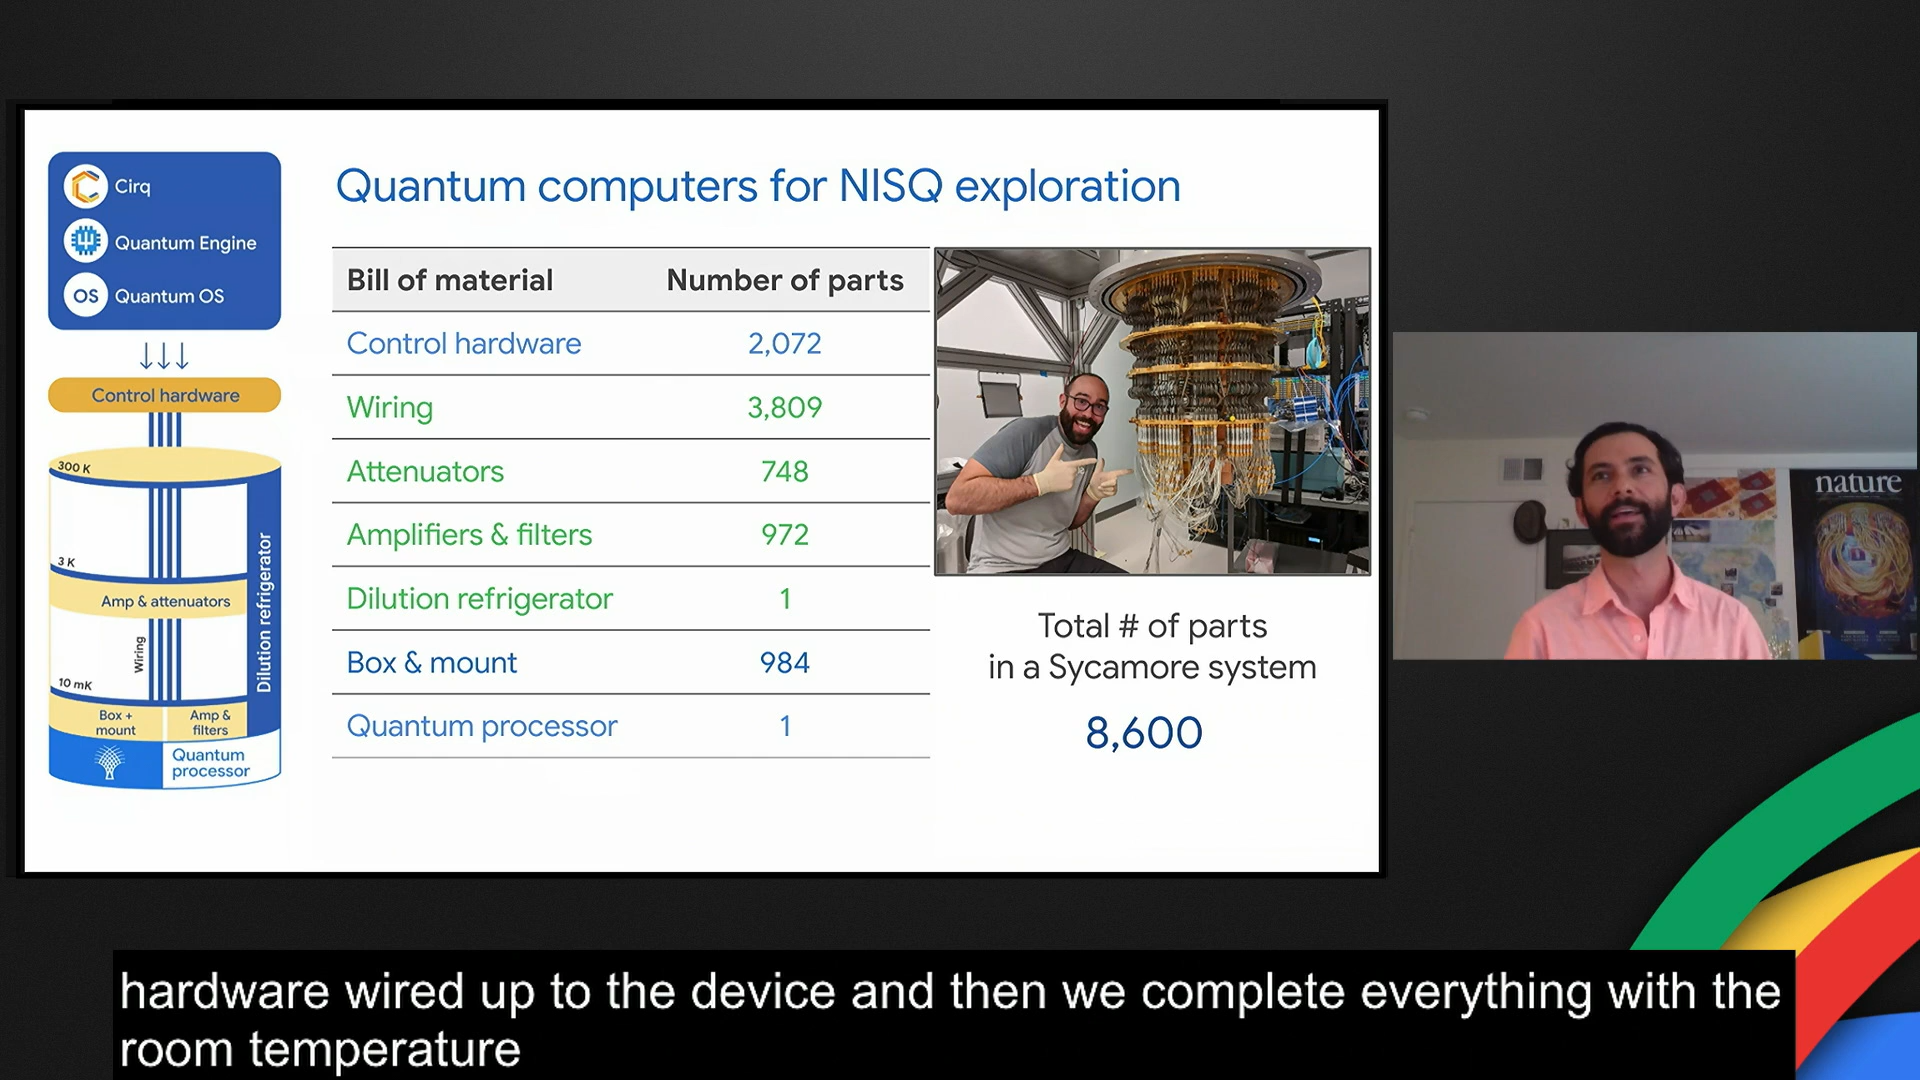 Cirq
Quantum Engine
OS Quantum OS
Control hardware
300 K
3 K
Amp & attenuators
Wiring
Dilution refrigerator
10 mK
Box +
mount
Amp &
filters
Quantum
processor
Quantum computers for NISQ exploration
Bill of material Number of parts
Control hardware 2,072
Wiring 3,809
Attenuators 748
Amplifiers & filters 972
Dilution refrigerator 1
Box & mount 984
Quantum processor 1
Total # of parts
in a Sycamore system
8,600
nature
hardware wired up to the device and then we complete everything with the
room temperature